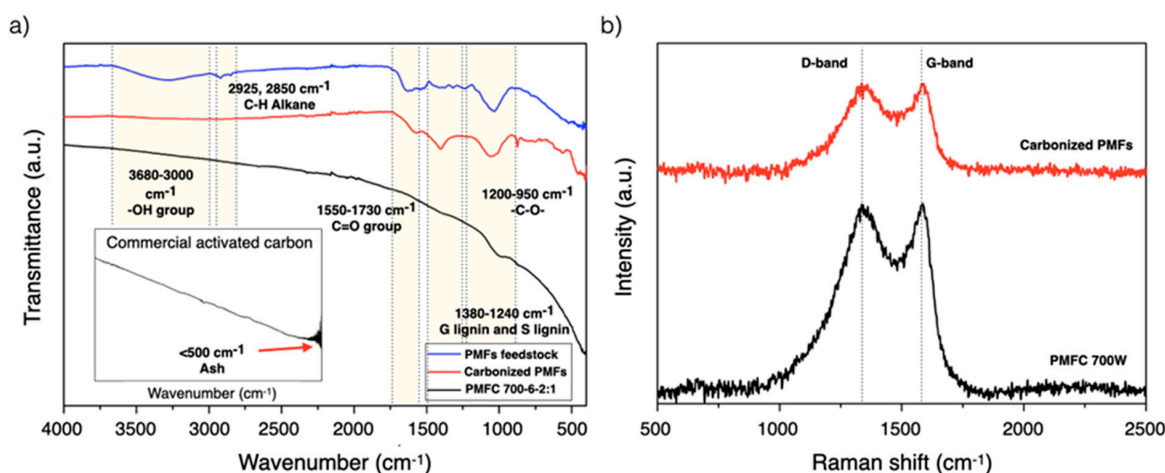 a)
2925, 2850 cm⁻¹
C-H Alkane
3680-3000
cm⁻¹
-OH group
1550-1730 cm⁻¹
C=O group
1200-950 cm⁻¹
-C-O-
1380-1240 cm⁻¹
G lignin and S lignin
Commercial activated carbon
<500 cm⁻¹
Ash
Wavenumber (cm⁻¹)
PMFs feedstock
Carbonized PMFs
PMFC 700-6-2:1
Transmittance (a.u.)
4000 3500 3000 2500 2000 1500 1000 500
Wavenumber (cm⁻¹)
b)
D-band
G-band
Carbonized PMFs
PMFC 700W
Intensity (a.u.)
500 1000 1500 2000 2500
Raman shift (cm⁻¹)